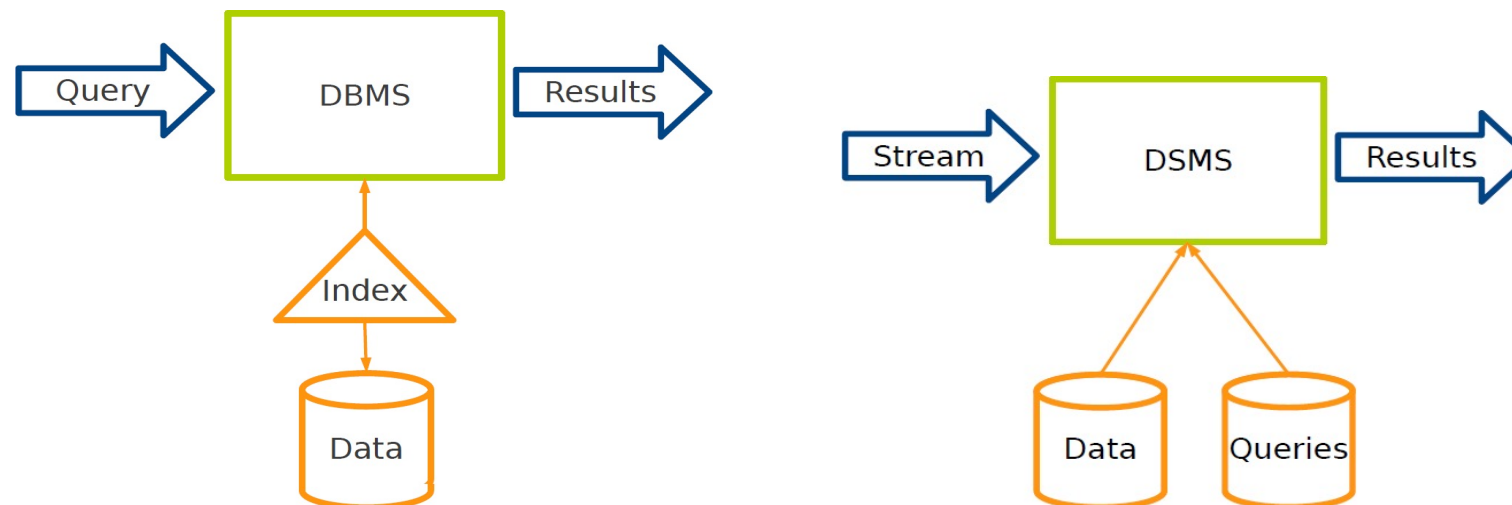 Query
DBMS
Results
Index
Data
Stream
DSMS
Results
Data
Queries